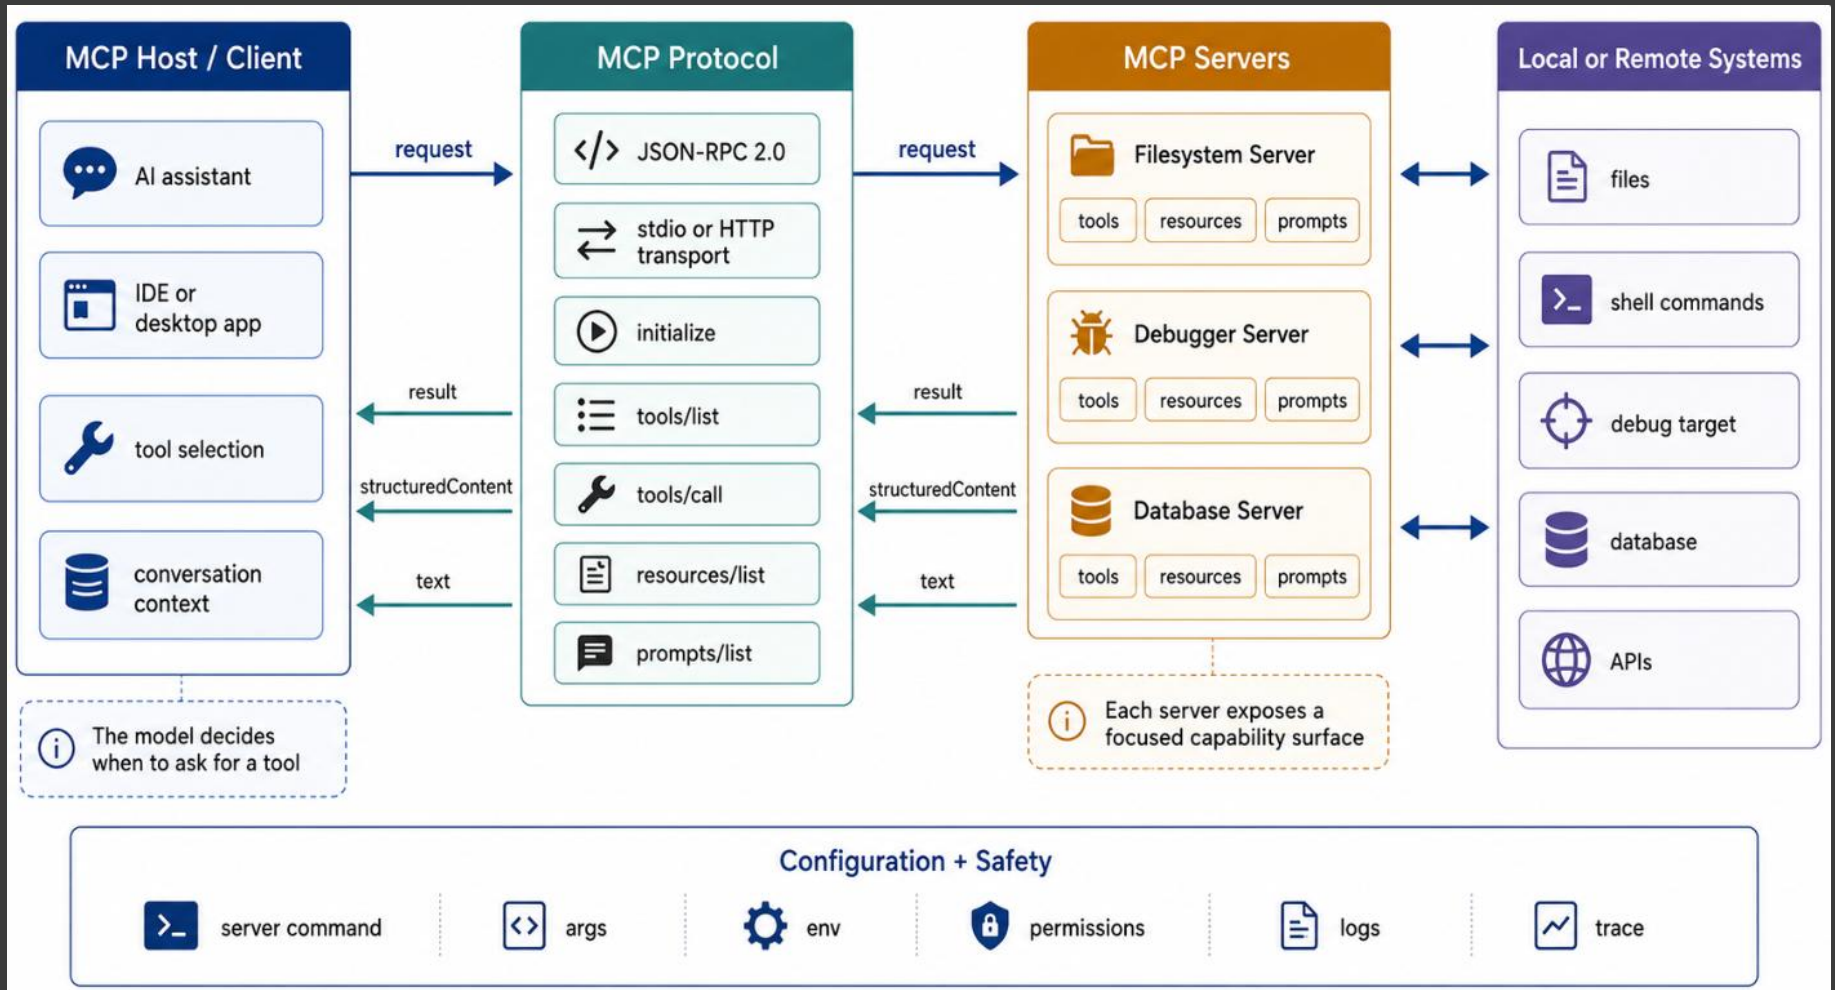 MCP Host / Client
AI assistant
IDE or
desktop app
tool selection
conversation
context
The model decides
when to ask for a tool
request
result
structuredContent
text
MCP Protocol
</> JSON-RPC 2.0
stdio or HTTP
transport
initialize
tools/list
tools/call
resources/list
prompts/list
request
result
structuredContent
text
MCP Servers
Filesystem Server
tools resources prompts
Debugger Server
tools resources prompts
Database Server
tools resources prompts
Each server exposes a
focused capability surface
Local or Remote Systems
files
shell commands
debug target
database
APIs
Configuration + Safety
server command args env permissions logs trace